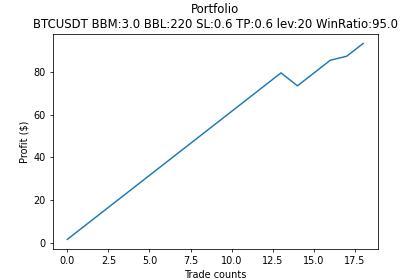 Portfolio
BTCUSDT BBM:3.0 BBL:220 SL:0.6 TP:0.6 lev:20 WinRatio:95.0
80
60
40
20
0
Profit ($)
0.0 2.5 5.0 7.5 10.0 12.5 15.0 17.5
Trade counts